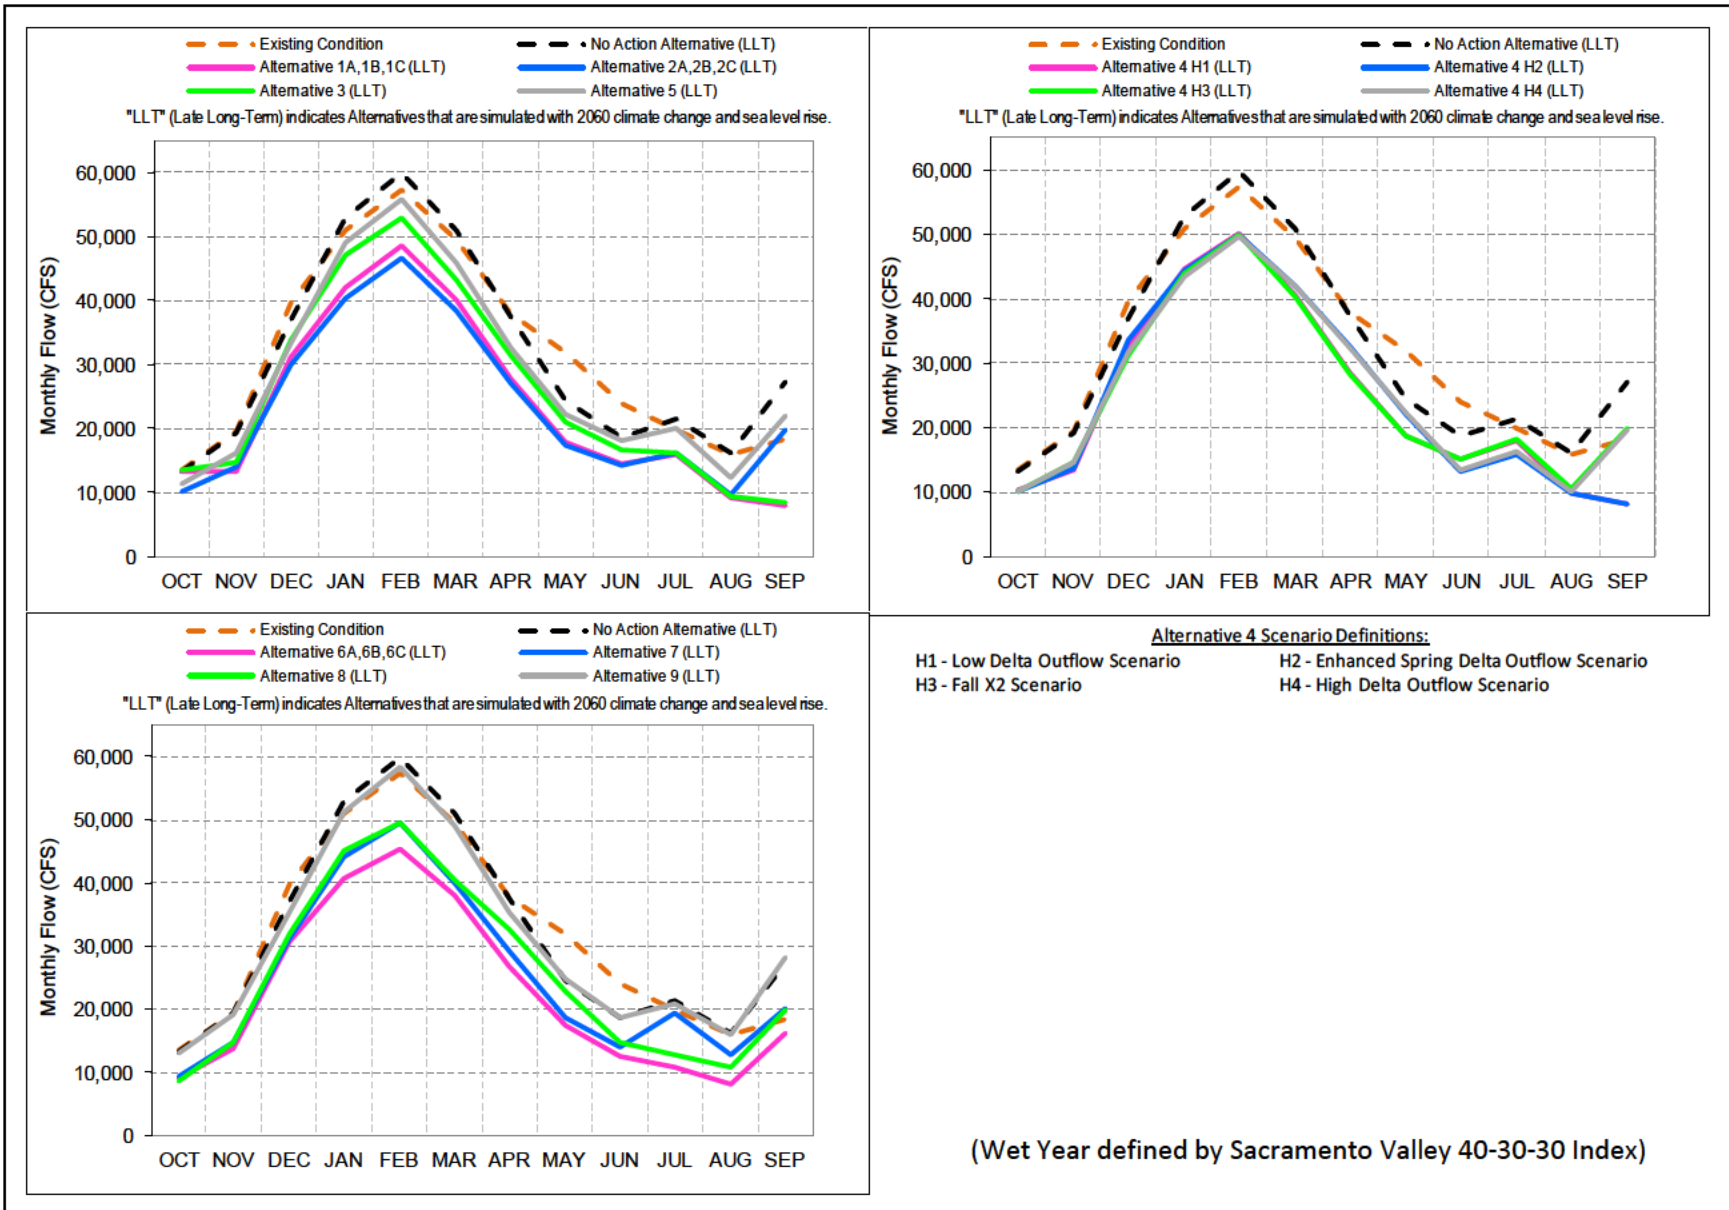 Existing Condition No Action Alternative (LLT)
Alternative 1A,1B,1C (LLT) Alternative 2A,2B,2C (LLT)
Alternative 3 (LLT) Alternative 5 (LLT)
"LLT" (Late Long-Term) indicates Alternatives that are simulated with 2060 climate change and sea level rise.
Monthly Flow (CFS)
60,000
50,000
40,000
30,000
20,000
10,000
0
OCT NOV DEC JAN FEB MAR APR MAY JUN JUL AUG SEP
Existing Condition No Action Alternative (LLT)
Alternative 4 H1 (LLT) Alternative 4 H2 (LLT)
Alternative 4 H3 (LLT) Alternative 4 H4 (LLT)
"LLT" (Late Long-Term) indicates Alternatives that are simulated with 2060 climate change and sea level rise.
Monthly Flow (CFS)
60,000
50,000
40,000
30,000
20,000
10,000
0
OCT NOV DEC JAN FEB MAR APR MAY JUN JUL AUG SEP
Existing Condition No Action Alternative (LLT)
Alternative 6A,6B,6C (LLT) Alternative 7 (LLT)
Alternative 8 (LLT) Alternative 9 (LLT)
"LLT" (Late Long-Term) indicates Alternatives that are simulated with 2060 climate change and sea level rise.
Monthly Flow (CFS)
60,000
50,000
40,000
30,000
20,000
10,000
0
OCT NOV DEC JAN FEB MAR APR MAY JUN JUL AUG SEP
Alternative 4 Scenario Definitions:
H1 - Low Delta Outflow Scenario H2 - Enhanced Spring Delta Outflow Scenario
H3 - Fall X2 Scenario H4 - High Delta Outflow Scenario
(Wet Year defined by Sacramento Valley 40-30-30 Index)